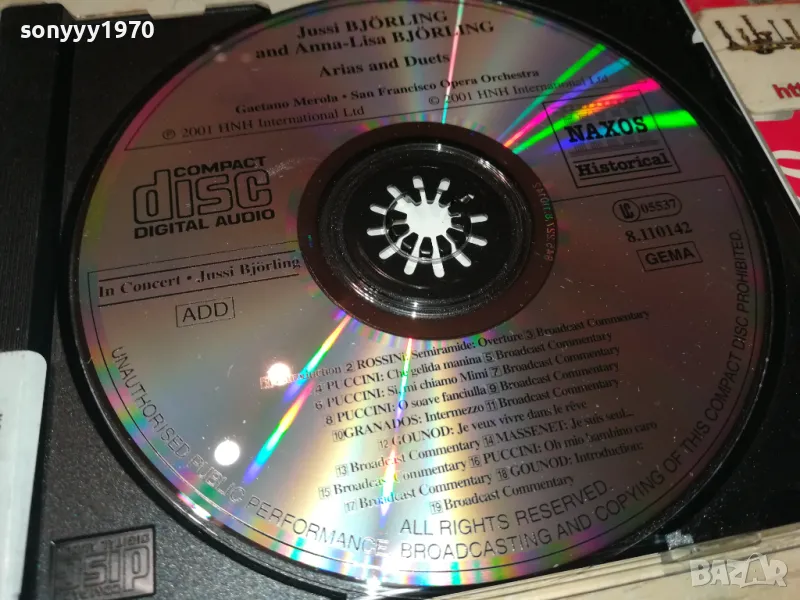 sonyyy1970
Jussi BJÖRLING
and Anna-Lisa BJÖRLING
Arias and Duets
Gaetano Merola • San Francisco Opera Orchestra
℗ 2001 HNH International Ltd © 2001 HNH International Ltd
COMPACT
disc
DIGITAL AUDIO
NAXOS
Historical
LC 05537
8.110142
GEMA
In Concert • Jussi Björling
ADD
2 ROSSINI: Semiramide: Overture 3 Broadcast Commentary
4 PUCCINI: Che gelida manina 5 Broadcast Commentary
6 PUCCINI: Si, mi chiamo Mimì 7 Broadcast Commentary
8 PUCCINI: O soave fanciulla 9 Broadcast Commentary
10 GRANADOS: Intermezzo 11 Broadcast Commentary
12 GOUNOD: Je veux vivre dans le rêve
13 Broadcast Commentary 14 MASSENET: Je suis seul...
15 Broadcast Commentary 16 PUCCINI: Oh mio bambino caro
17 Broadcast Commentary 18 GOUNOD: Introduction:
19 Broadcast Commentary
ALL RIGHTS RESERVED.
UNAUTHORISED PUBLIC PERFORMANCE BROADCASTING AND COPYING OF THIS COMPACT DISC PROHIBITED.
BAZAR